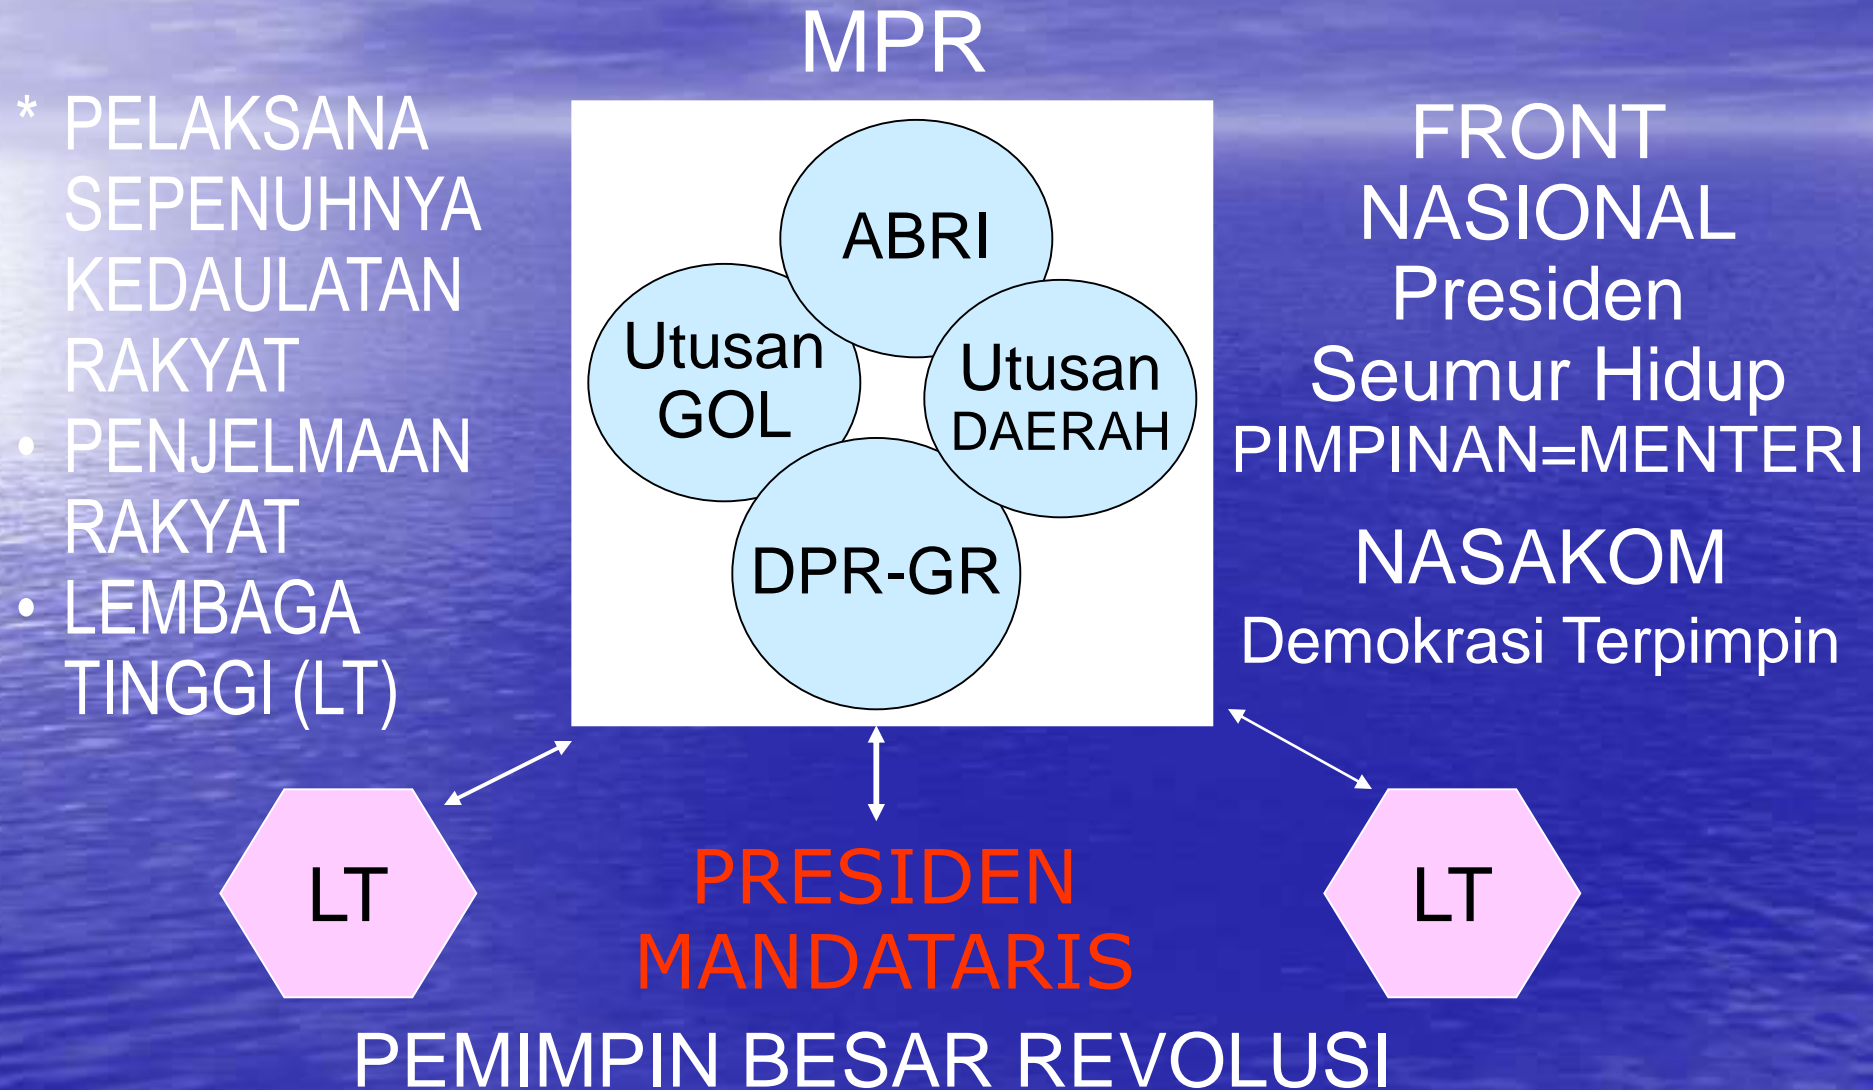 MPR
* PELAKSANA
SEPENUHNYA
KEDAULATAN
RAKYAT
• PENJELMAAN
RAKYAT
• LEMBAGA
TINGGI (LT)
ABRI
Utusan
GOL
Utusan
DAERAH
DPR-GR
FRONT
NASIONAL
Presiden
Seumur Hidup
PIMPINAN=MENTERI
NASAKOM
Demokrasi Terpimpin
LT
PRESIDEN
MANDATARIS
LT
PEMIMPIN BESAR REVOLUSI